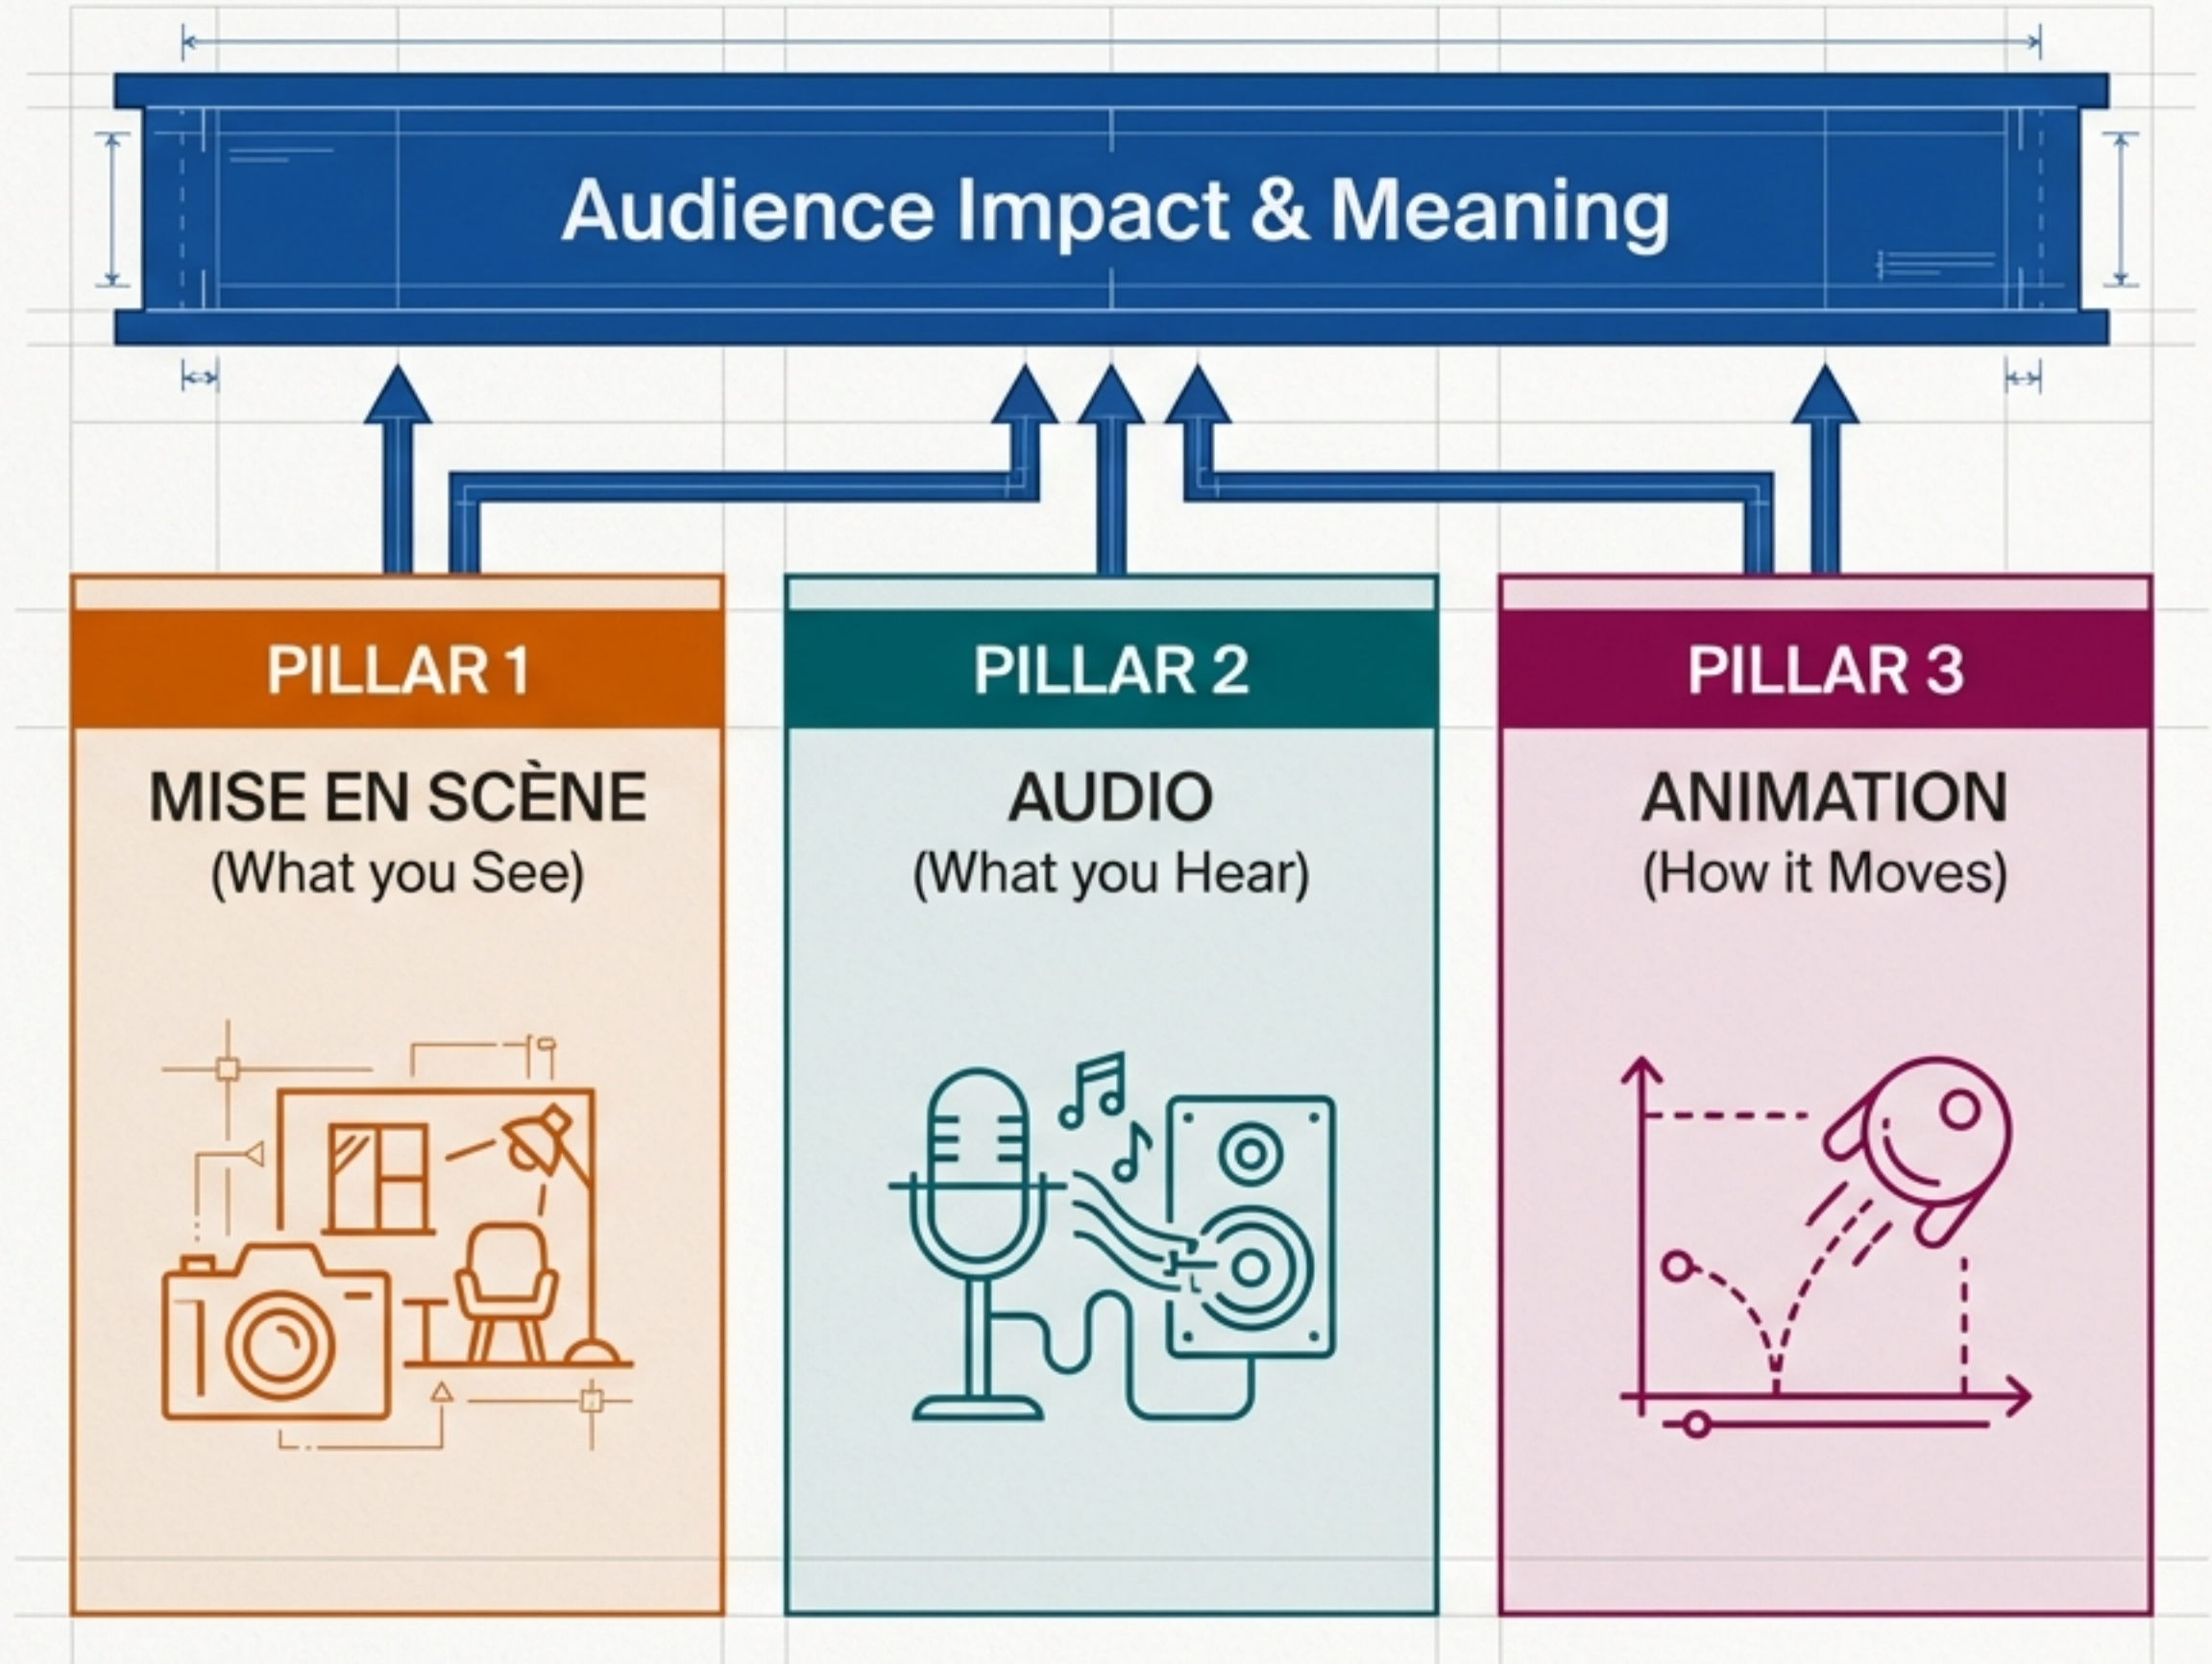 Audience Impact & Meaning
PILLAR 1
MISE EN SCÈNE
(What you See)
PILLAR 2
AUDIO
(What you Hear)
PILLAR 3
ANIMATION
(How it Moves)